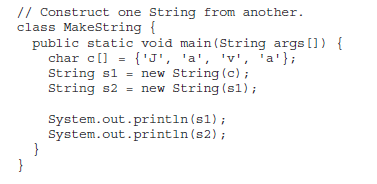 // Construct one String from another.
class MakeString {
  public static void main(String args[]) {
    char c[] = {'J', 'a', 'v', 'a'};
    String s1 = new String(c);
    String s2 = new String(s1);

    System.out.println(s1);
    System.out.println(s2);
  }
}